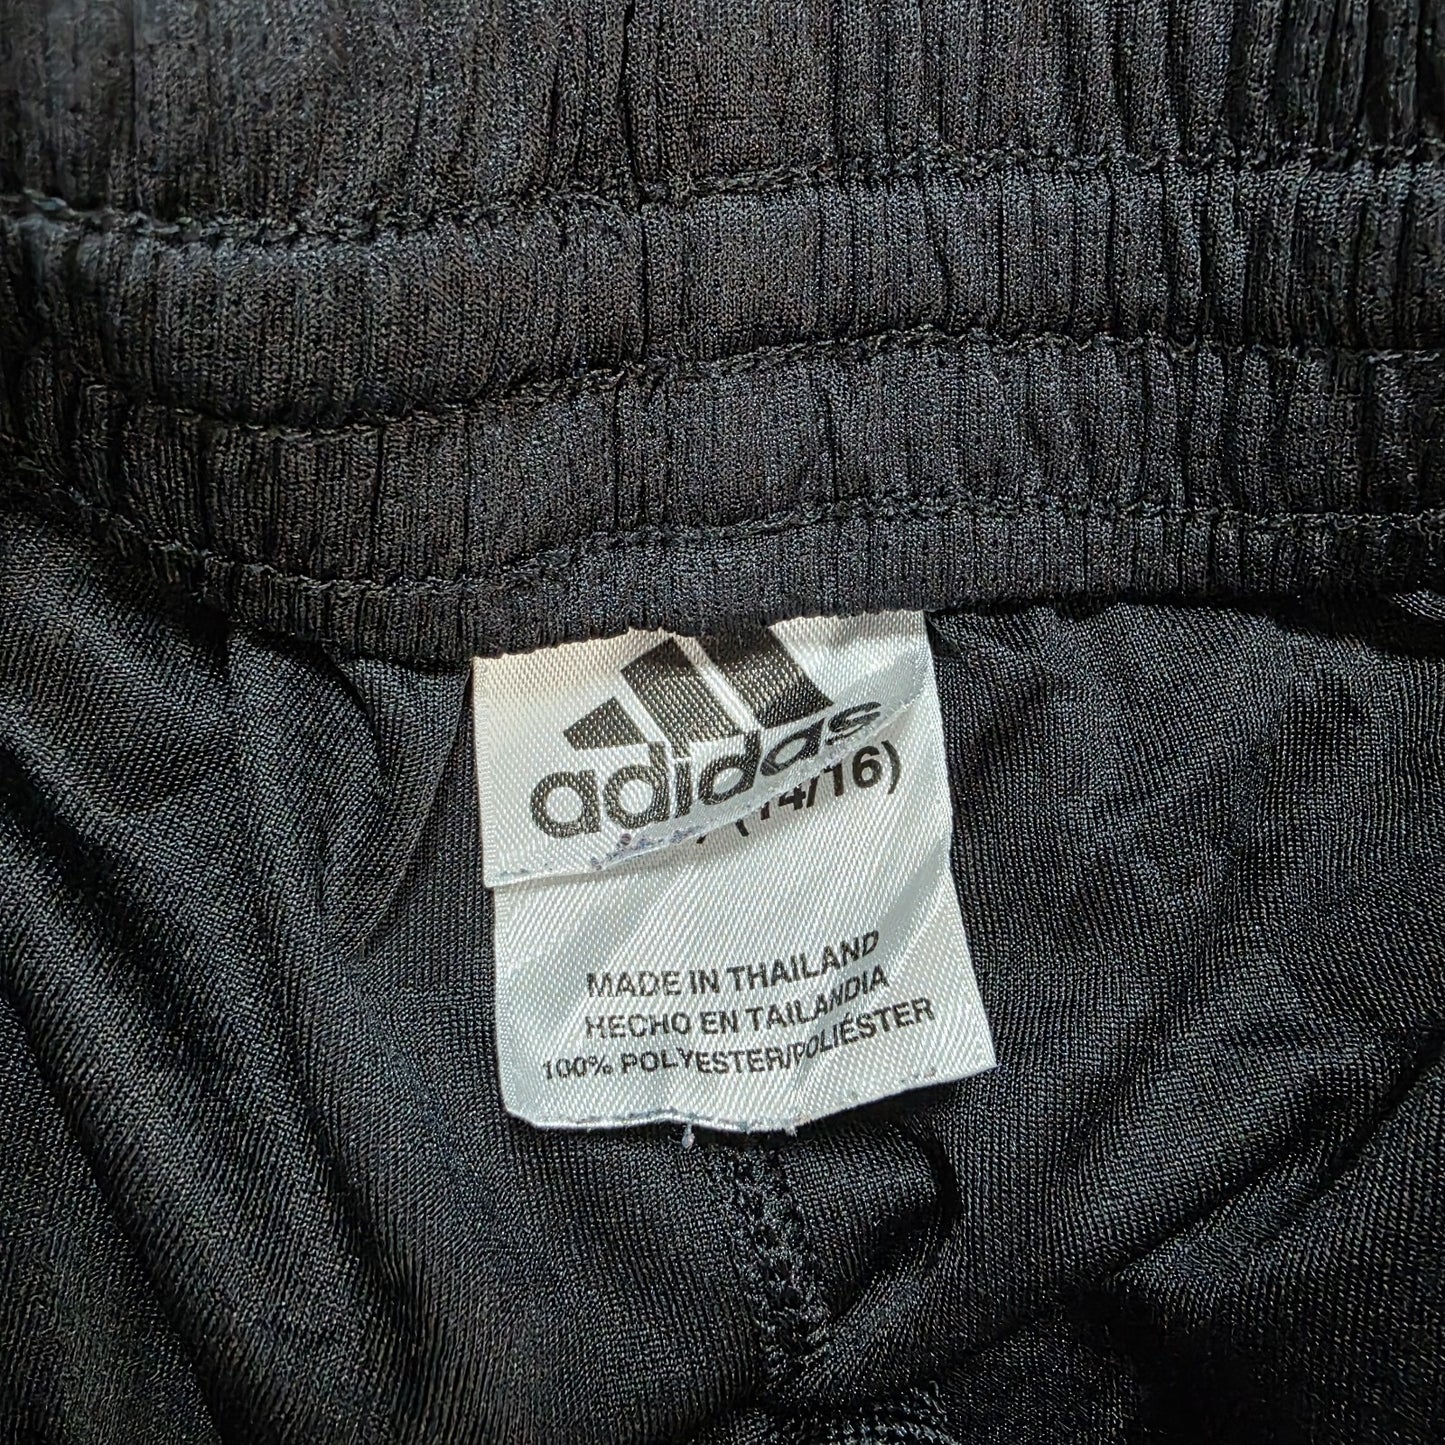 adidas
(14/16)
MADE IN THAILAND
HECHO EN TAILANDIA
100% POLYESTER/POLIÉSTER